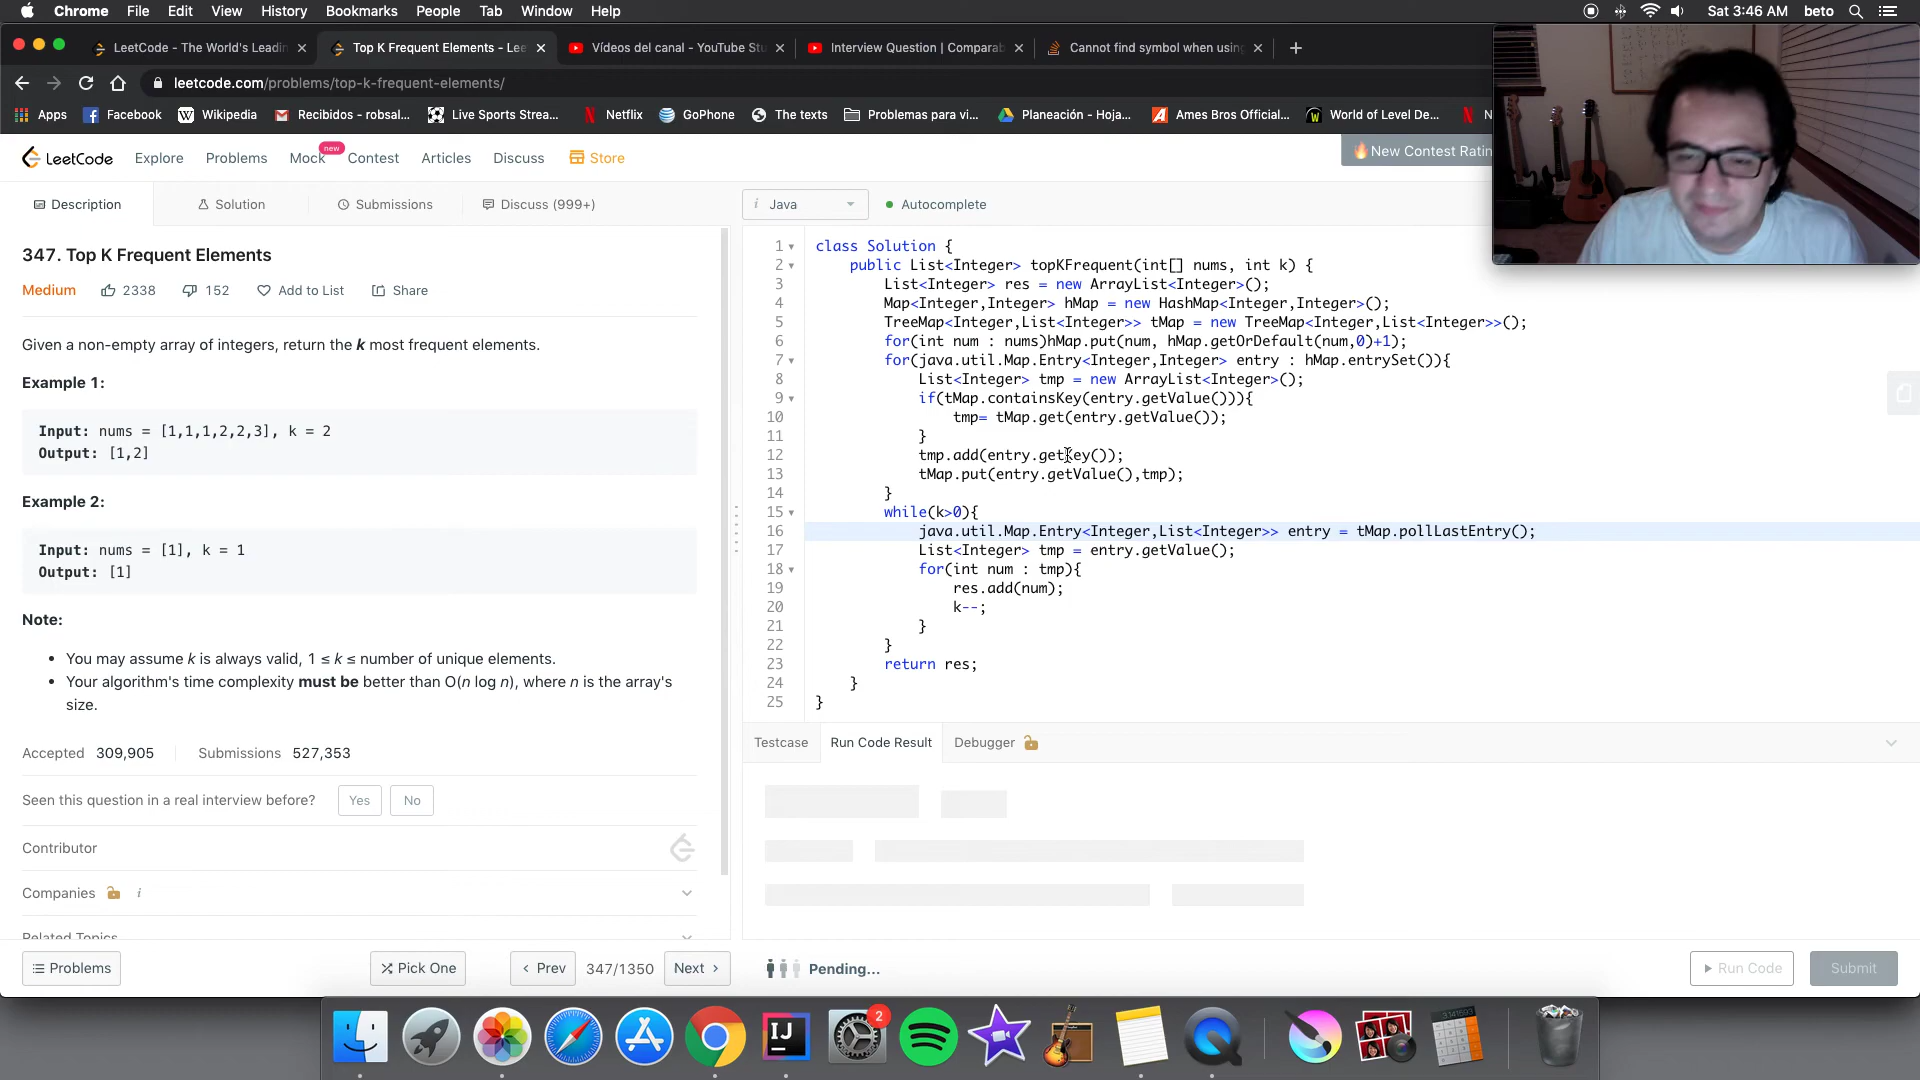 Chrome File Edit View History Bookmarks People Tab Window Help
Sat 3:46 AM beto
LeetCode - The World's Leadin
Top K Frequent Elements - Lee
Vídeos del canal - YouTube Stu
Interview Question | Comparab
Cannot find symbol when using
leetcode.com/problems/top-k-frequent-elements/
Apps Facebook Wikipedia Recibidos - robsal... Live Sports Strea... Netflix GoPhone The texts Problemas para vi... Planeación - Hoja... Ames Bros Official... World of Level De... N
LeetCode Explore Problems Mock new Contest Articles Discuss Store
New Contest Ratin
Description Solution Submissions Discuss (999+)
i Java Autocomplete
347. Top K Frequent Elements
Medium 2338 152 Add to List Share
Given a non-empty array of integers, return the k most frequent elements.
Example 1:
Input: nums = [1,1,1,2,2,3], k = 2
Output: [1,2]
Example 2:
Input: nums = [1], k = 1
Output: [1]
Note:
• You may assume k is always valid, 1 ≤ k ≤ number of unique elements.
• Your algorithm's time complexity must be better than O(n log n), where n is the array's
size.
Accepted 309,905 Submissions 527,353
Seen this question in a real interview before? Yes No
Contributor
Companies i
Related Topics
1 class Solution {
2 public List<Integer> topKFrequent(int[] nums, int k) {
3 List<Integer> res = new ArrayList<Integer>();
4 Map<Integer,Integer> hMap = new HashMap<Integer,Integer>();
5 TreeMap<Integer,List<Integer>> tMap = new TreeMap<Integer,List<Integer>>();
6 for(int num : nums)hMap.put(num, hMap.getOrDefault(num,0)+1);
7 for(java.util.Map.Entry<Integer,Integer> entry : hMap.entrySet()){
8 List<Integer> tmp = new ArrayList<Integer>();
9 if(tMap.containsKey(entry.getValue())){
10 tmp= tMap.get(entry.getValue());
11 }
12 tmp.add(entry.getKey());
13 tMap.put(entry.getValue(),tmp);
14 }
15 while(k>0){
16 java.util.Map.Entry<Integer,List<Integer>> entry = tMap.pollLastEntry();
17 List<Integer> tmp = entry.getValue();
18 for(int num : tmp){
19 res.add(num);
20 k--;
21 }
22 }
23 return res;
24 }
25 }
Testcase Run Code Result Debugger
Problems Pick One Prev 347/1350 Next
Pending...
Run Code Submit
IJ
2
3.141593